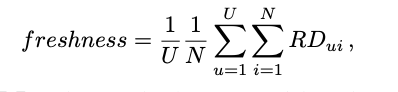 freshness = \frac{1}{U} \frac{1}{N} \sum_{u=1}^{U} \sum_{i=1}^{N} RD_{ui} ,